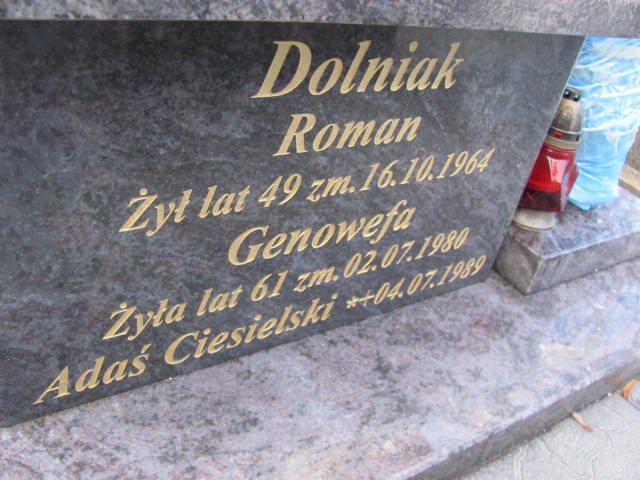 Dolniak
Roman
Żył lat 49 zm.16.10.1964
Genowefa
Żyła lat 61 zm.02.07.1980
Adaś Ciesielski *+04.07.1989